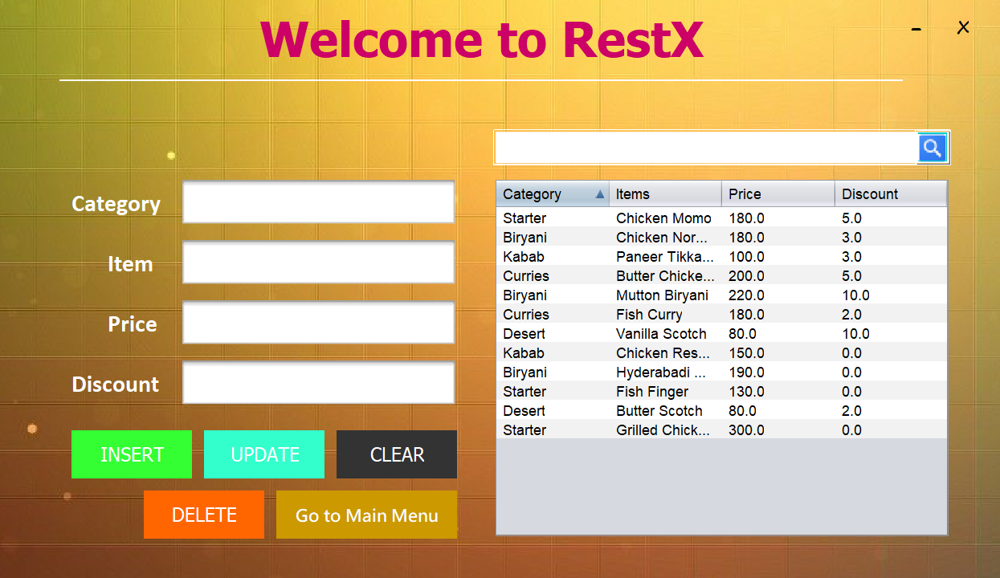 Welcome to RestX
- X
Category
Item
Price
Discount
INSERT UPDATE CLEAR
DELETE Go to Main Menu
Category Items Price Discount
Starter Chicken Momo 180.0 5.0
Biryani Chicken Nor... 180.0 3.0
Kabab Paneer Tikka... 100.0 3.0
Curries Butter Chicke... 200.0 5.0
Biryani Mutton Biryani 220.0 10.0
Curries Fish Curry 180.0 2.0
Desert Vanilla Scotch 80.0 10.0
Kabab Chicken Res... 150.0 0.0
Biryani Hyderabadi ... 190.0 0.0
Starter Fish Finger 130.0 0.0
Desert Butter Scotch 80.0 2.0
Starter Grilled Chick... 300.0 0.0